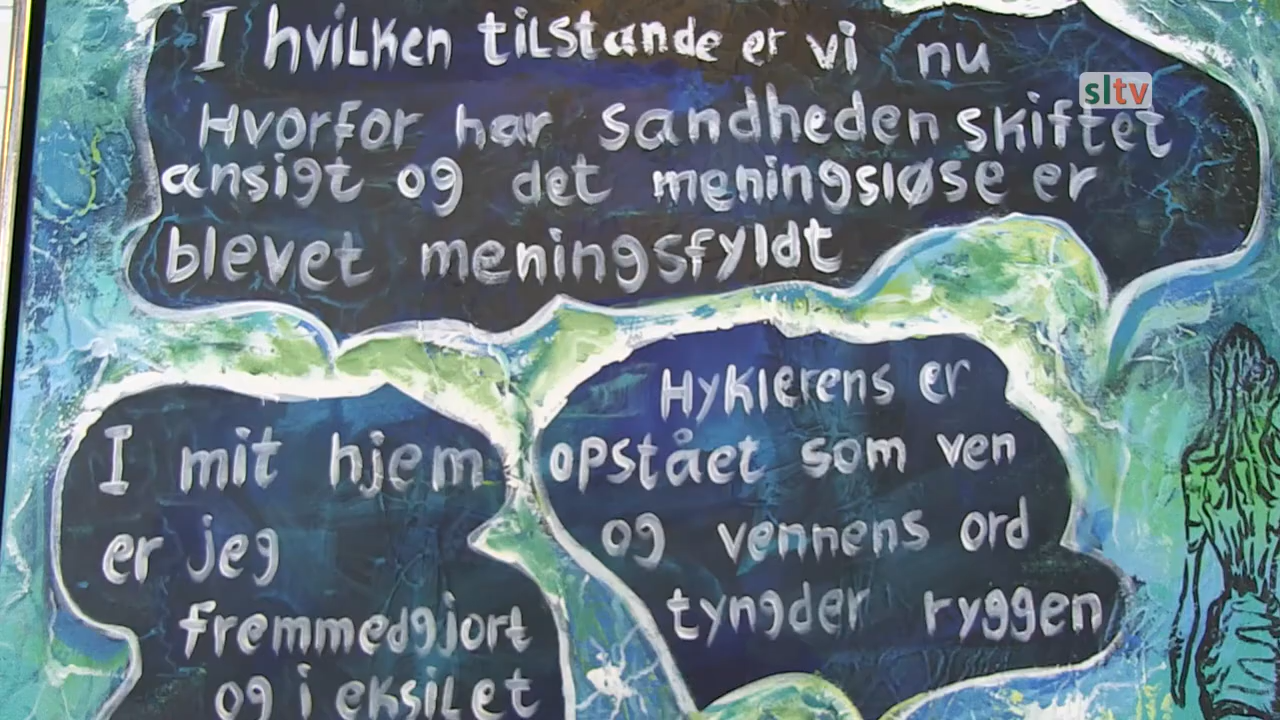 I hvilken tilstande er vi nu
sltv
Hvorfor har sandheden skiftet
ansigt og det meningsløse er
blevet meningsfyldt
Hyklerens er
opstået som ven
og vennens ord
tyngder ryggen
I mit hjem
er jeg
fremmedgjort
og i eksilet